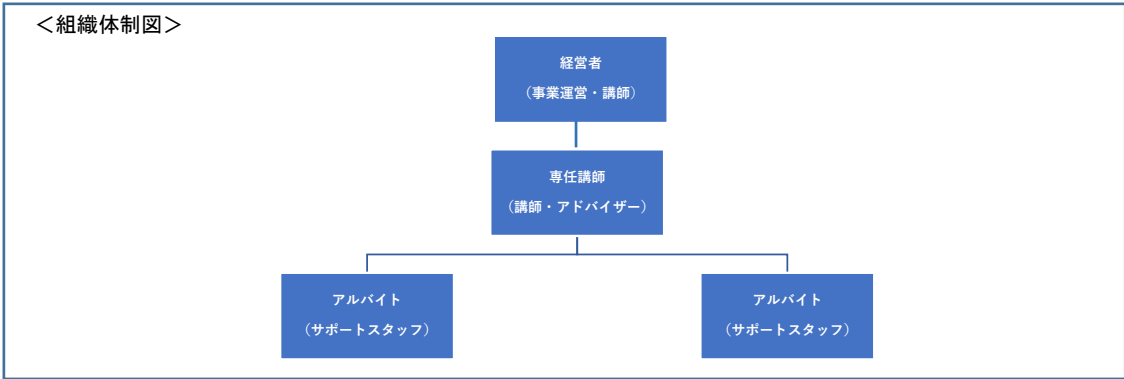 ＜組織体制図＞
経営者
（事業運営・講師）
専任講師
（講師・アドバイザー）
アルバイト
（サポートスタッフ）
アルバイト
（サポートスタッフ）